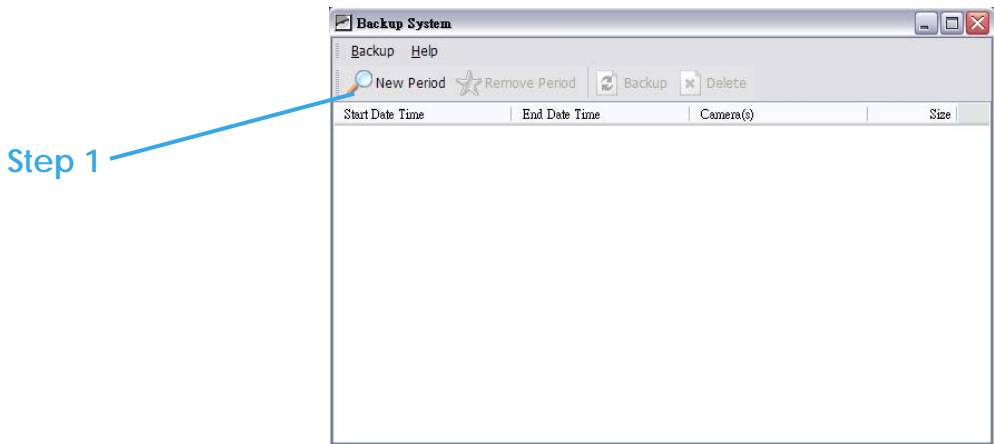 Backup System
Backup Help
New Period Remove Period Backup Delete
Start Date Time End Date Time Camera(s) Size
Step 1